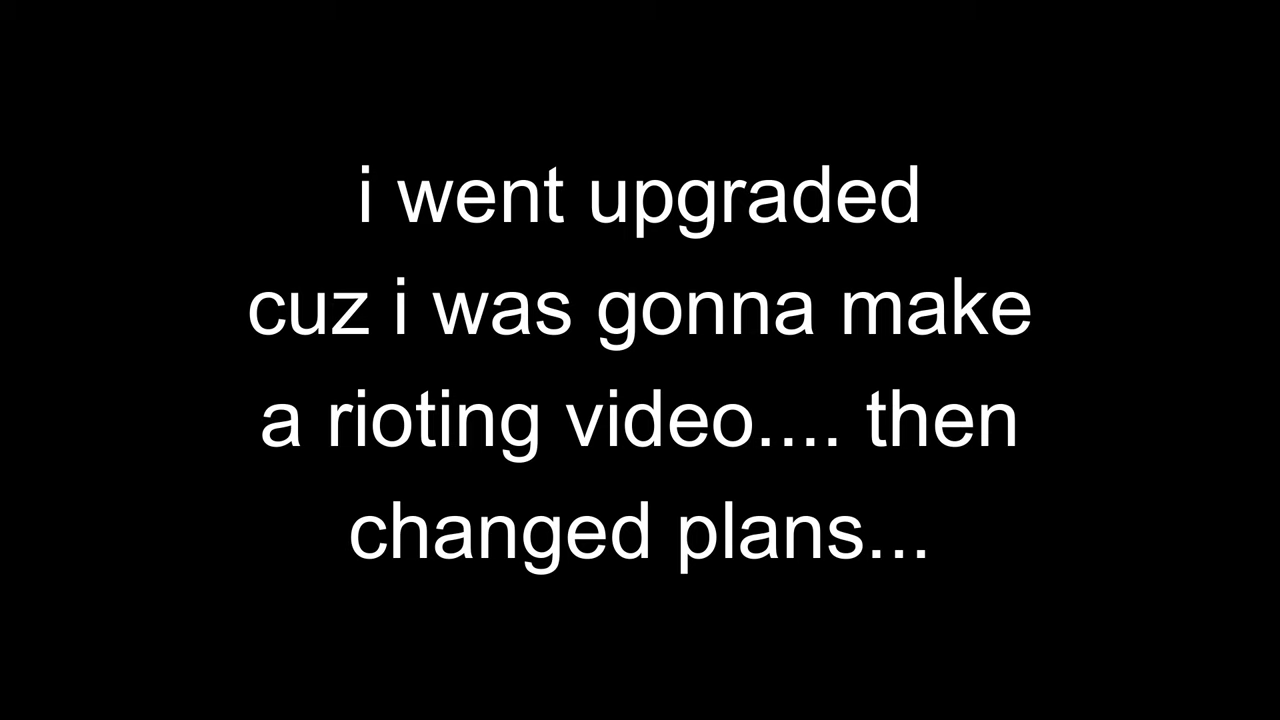 i went upgraded
cuz i was gonna make
a rioting video.... then
changed plans...